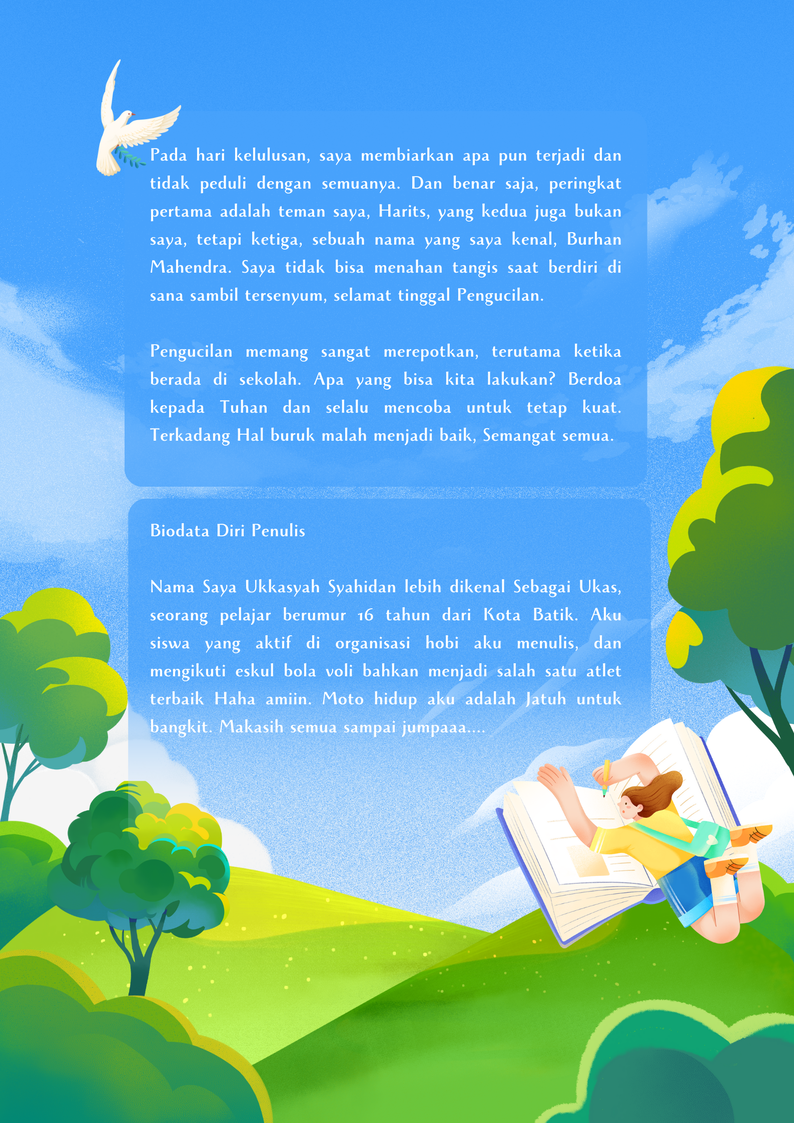 Pada hari kelulusan, saya membiarkan apa pun terjadi dan
tidak peduli dengan semuanya. Dan benar saja, peringkat
pertama adalah teman saya, Harits, yang kedua juga bukan
saya, tetapi ketiga, sebuah nama yang saya kenal, Burhan
Mahendra. Saya tidak bisa menahan tangis saat berdiri di
sana sambil tersenyum, selamat tinggal Pengucilan.
Pengucilan memang sangat merepotkan, terutama ketika
berada di sekolah. Apa yang bisa kita lakukan? Berdoa
kepada Tuhan dan selalu mencoba untuk tetap kuat.
Terkadang Hal buruk malah menjadi baik, Semangat semua.
Biodata Diri Penulis
Nama Saya Ukkasyah Syahidan lebih dikenal Sebagai Ukas,
seorang pelajar berumur 16 tahun dari Kota Batik. Aku
siswa yang aktif di organisasi hobi aku menulis, dan
mengikuti eskul bola voli bahkan menjadi salah satu atlet
terbaik Haha amiin. Moto hidup aku adalah Jatuh untuk
bangkit. Makasih semua sampai jumpaaa....